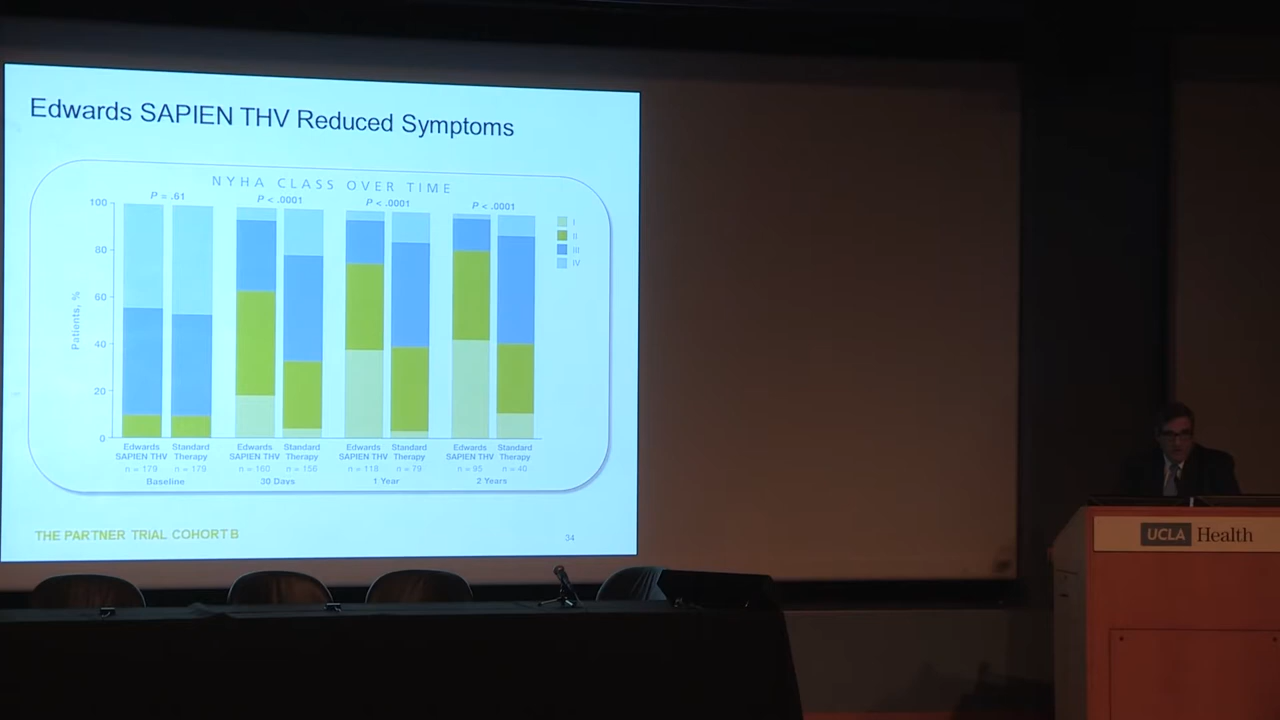 Edwards SAPIEN THV Reduced Symptoms
NYHA CLASS OVER TIME
P = .61
P < .0001
P < .0001
P < .0001
100
80
60
40
20
0
Patients, %
I
II
III
IV
Edwards SAPIEN THV
Standard Therapy
Edwards SAPIEN THV
Standard Therapy
Edwards SAPIEN THV
Standard Therapy
Edwards SAPIEN THV
Standard Therapy
n = 179
n = 179
n = 160
n = 156
n = 118
n = 79
n = 95
n = 40
Baseline
30 Days
1 Year
2 Years
THE PARTNER TRIAL COHORT B
34
UCLA Health